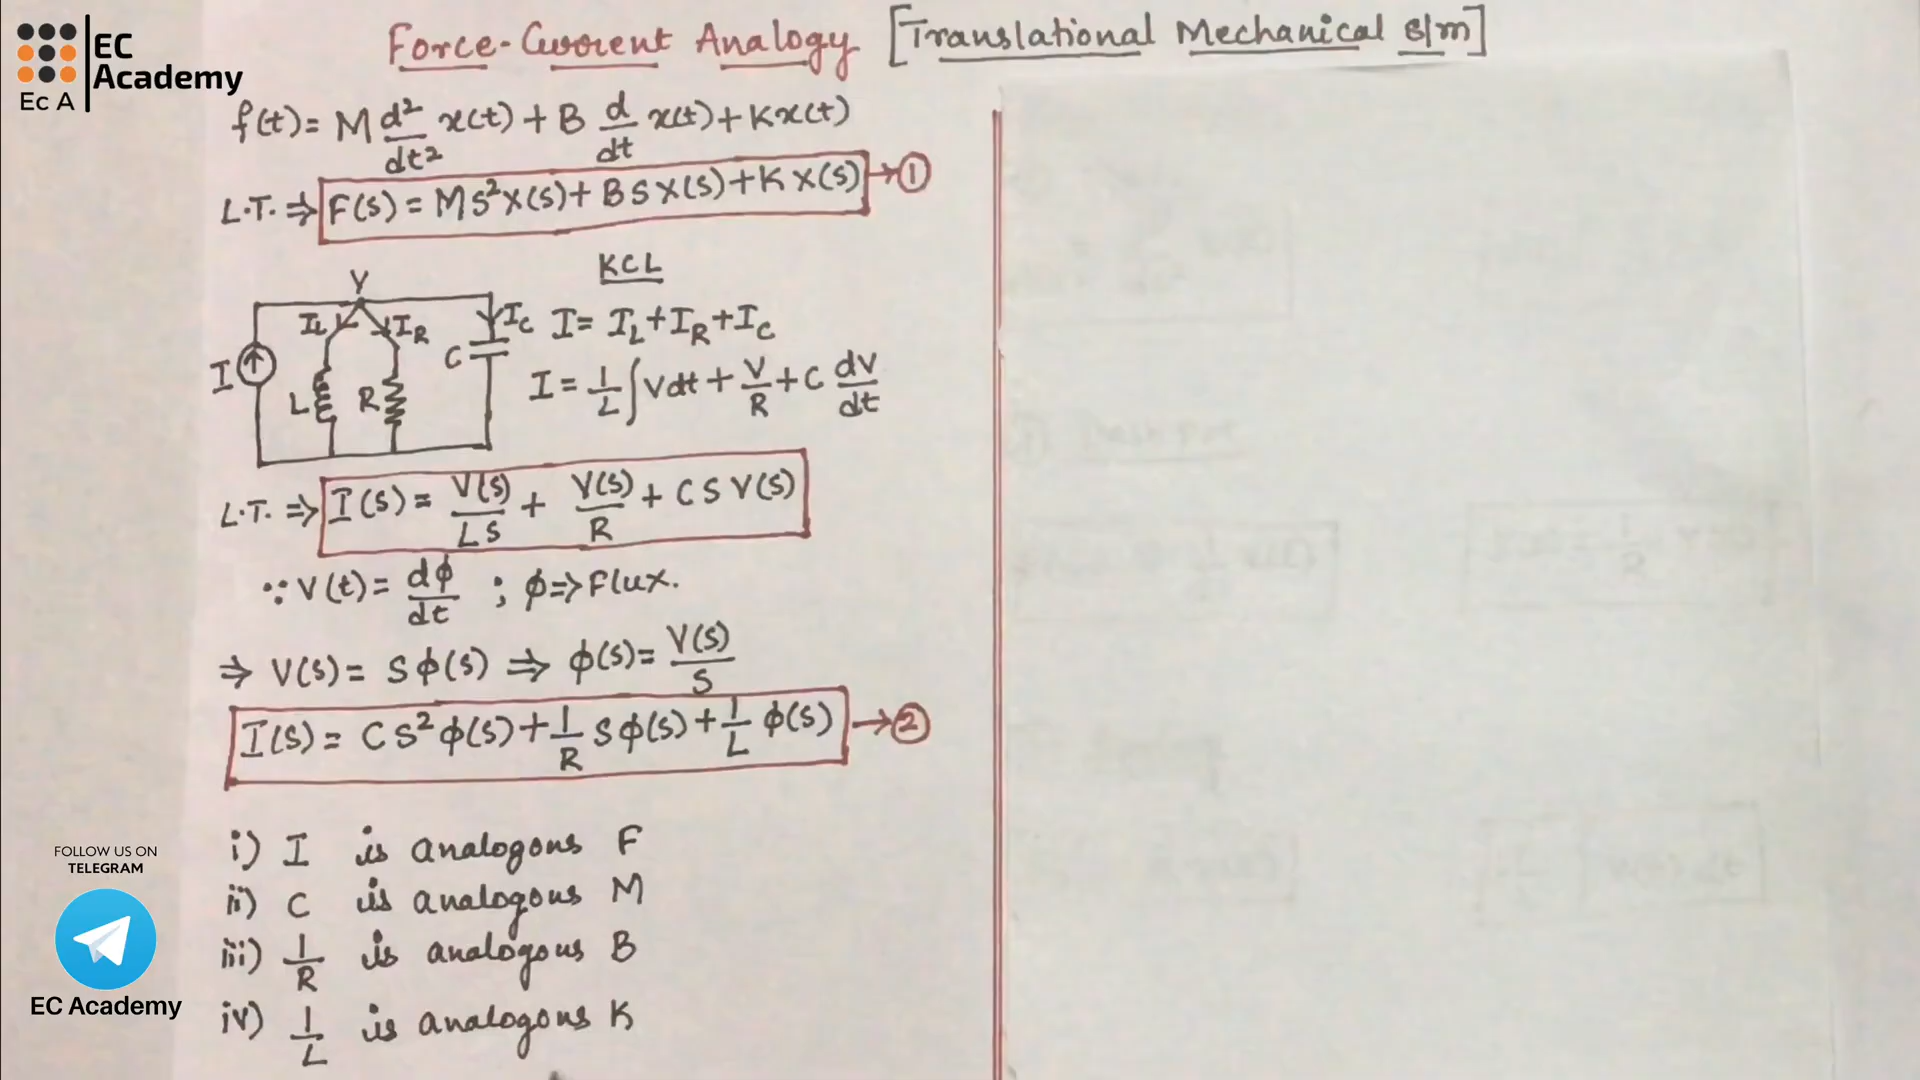 EC Academy
Ec A
Force-Current Analogy [Translational Mechanical s/m]
f(t) = M d²/dt² x(t) + B d/dt x(t) + Kx(t)
L.T. ⇒ F(s) = MS²X(s) + BSX(s) + KX(s) → ①
V
I
IL
IR
IC
L
R
C
KCL
I = IL + IR + IC
I = 1/L ∫ V dt + V/R + C dV/dt
L.T. ⇒ I(s) = V(s)/LS + V(s)/R + CSV(s)
∵ V(t) = dϕ/dt ; ϕ ⇒ Flux.
⇒ V(s) = Sϕ(s) ⇒ ϕ(s) = V(s)/S
I(s) = CS²ϕ(s) + 1/R Sϕ(s) + 1/L ϕ(s) → ②
i) I is analogous F
ii) C is analogous M
iii) 1/R is analogous B
iv) 1/L is analogous K
FOLLOW US ON
TELEGRAM
EC Academy